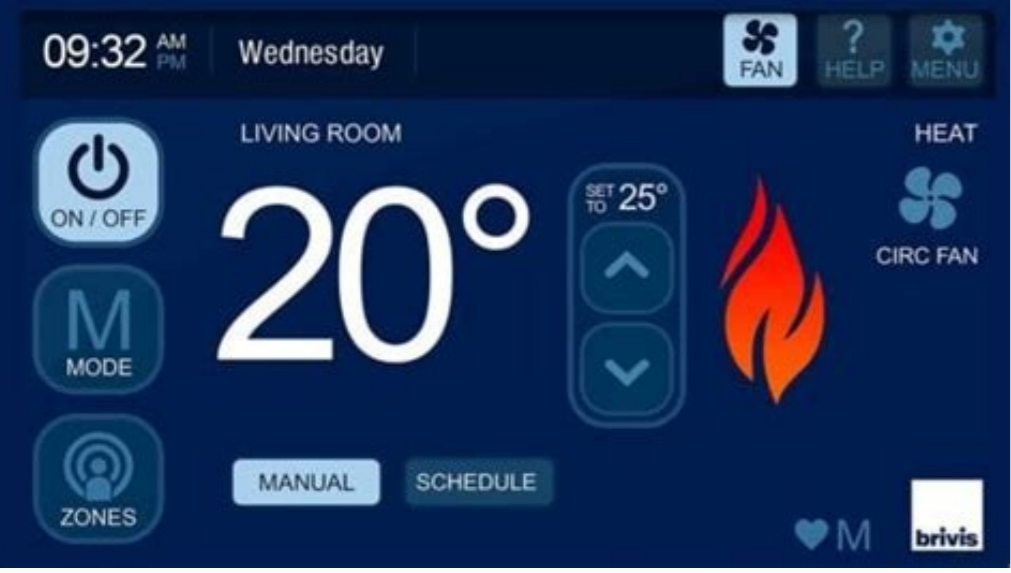 09:32 AM PM Wednesday FAN HELP MENU
LIVING ROOM HEAT
20° SET TO 25°
CIRC FAN
ON / OFF
M
MODE
ZONES
MANUAL SCHEDULE
M
brivis